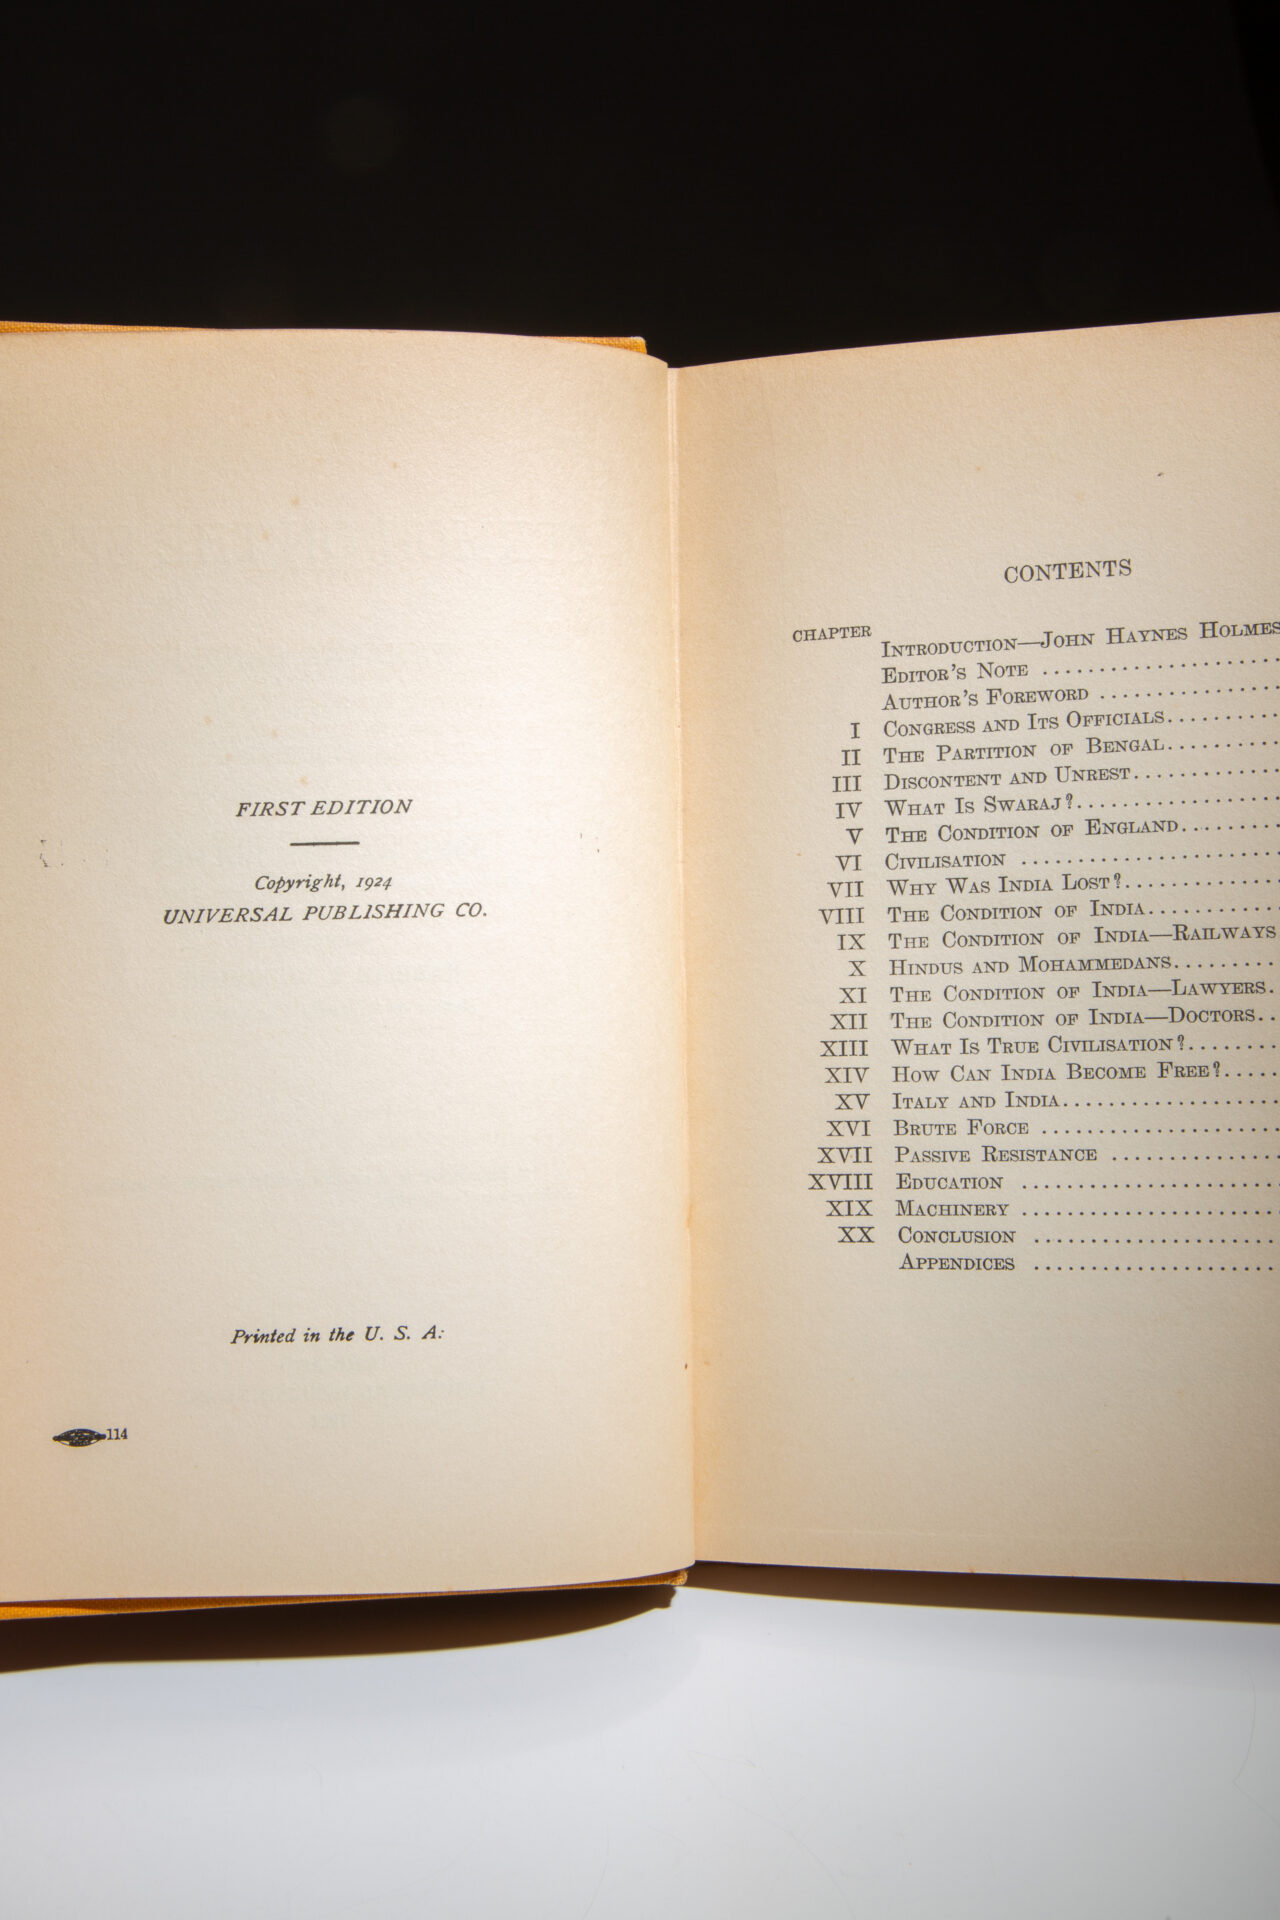 FIRST EDITION
Copyright, 1924
UNIVERSAL PUBLISHING CO.
Printed in the U. S. A.
114
CONTENTS
CHAPTER
INTRODUCTION—JOHN HAYNES HOLMES
EDITOR'S NOTE ....................
AUTHOR'S FOREWORD ................
I CONGRESS AND ITS OFFICIALS..........
II THE PARTITION OF BENGAL..........
III DISCONTENT AND UNREST.............
IV WHAT IS SWARAJ?..................
V THE CONDITION OF ENGLAND.........
VI CIVILISATION ......................
VII WHY WAS INDIA LOST?..............
VIII THE CONDITION OF INDIA............
IX THE CONDITION OF INDIA—RAILWAYS
X HINDUS AND MOHAMMEDANS.........
XI THE CONDITION OF INDIA—LAWYERS.
XII THE CONDITION OF INDIA—DOCTORS..
XIII WHAT IS TRUE CIVILISATION?........
XIV HOW CAN INDIA BECOME FREE?.....
XV ITALY AND INDIA...................
XVI BRUTE FORCE .....................
XVII PASSIVE RESISTANCE ...............
XVIII EDUCATION .......................
XIX MACHINERY .......................
XX CONCLUSION .....................
APPENDICES .....................